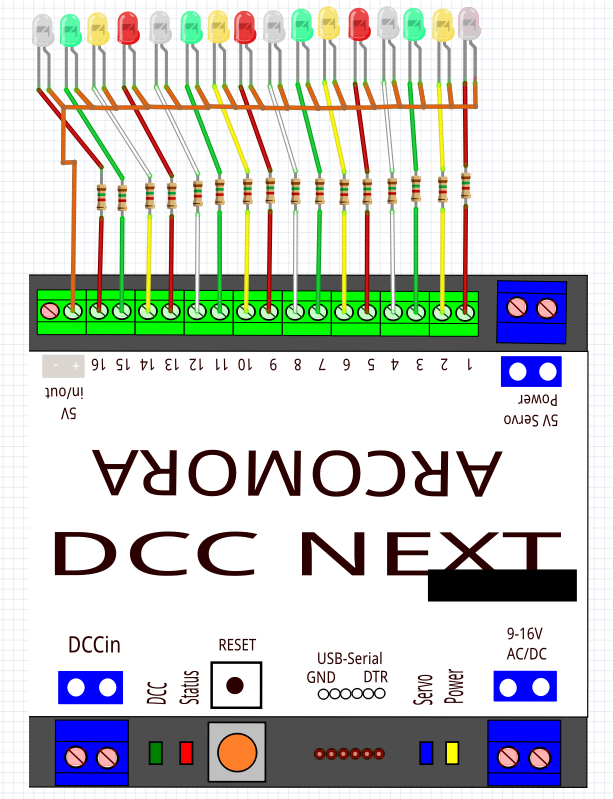 - + 16 15 14 13 12 11 10 9 8 7 6 5 4 3 2 1
5V
in/out
5V Servo
Power
ARCOMORA
DCC NEXT
DCCin
RESET
9-16V
AC/DC
USB-Serial
GND DTR
DCC
Status
Servo
Power